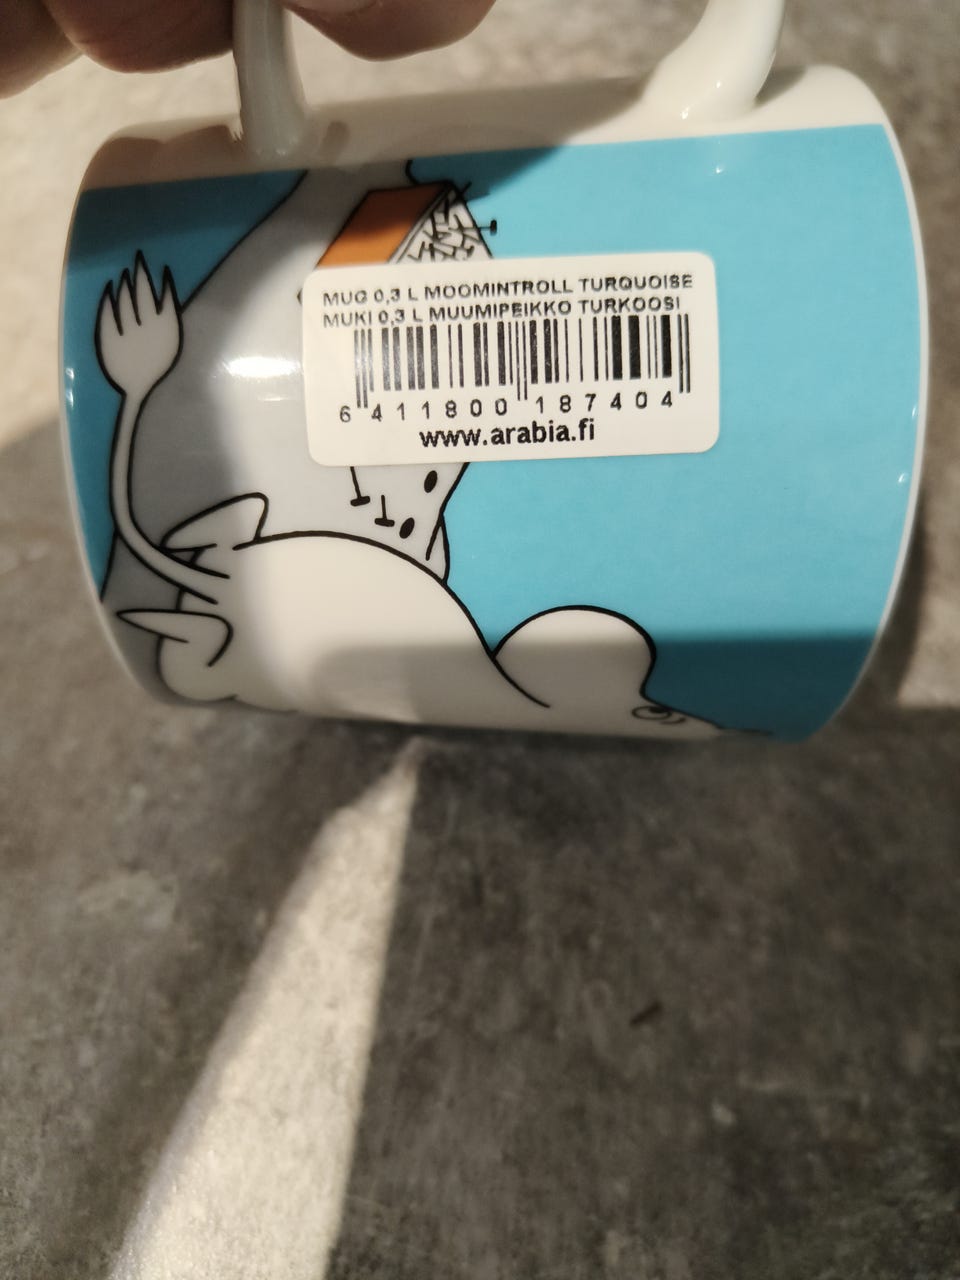 MUG 0,3 L MOOMINTROLL TURQUOISE
MUKI 0,3 L MUUMIPEIKKO TURKOOSI
6 411800 187404
www.arabia.fi